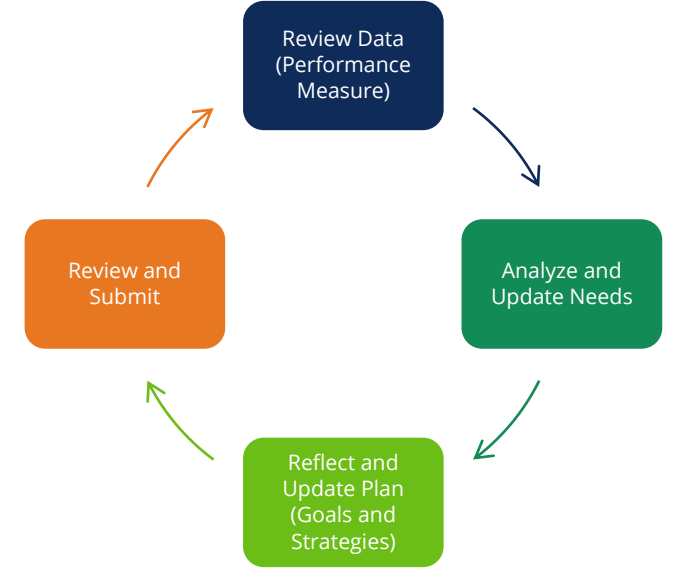 Review Data
(Performance
Measure)
Analyze and
Update Needs
Reflect and
Update Plan
(Goals and
Strategies)
Review and
Submit